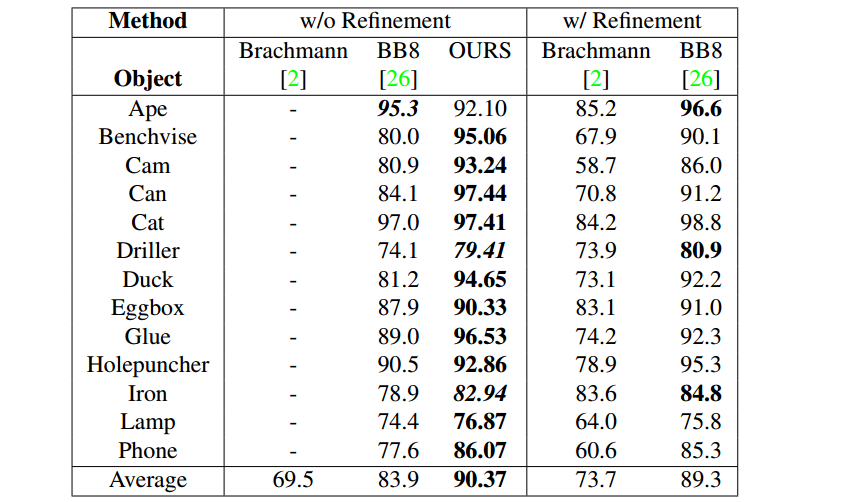 Method w/o Refinement w/ Refinement
Brachmann BB8 OURS Brachmann BB8
Object [2] [26] [2] [26]
Ape - 95.3 92.10 85.2 96.6
Benchvise - 80.0 95.06 67.9 90.1
Cam - 80.9 93.24 58.7 86.0
Can - 84.1 97.44 70.8 91.2
Cat - 97.0 97.41 84.2 98.8
Driller - 74.1 79.41 73.9 80.9
Duck - 81.2 94.65 73.1 92.2
Eggbox - 87.9 90.33 83.1 91.0
Glue - 89.0 96.53 74.2 92.3
Holepuncher - 90.5 92.86 78.9 95.3
Iron - 78.9 82.94 83.6 84.8
Lamp - 74.4 76.87 64.0 75.8
Phone - 77.6 86.07 60.6 85.3
Average 69.5 83.9 90.37 73.7 89.3